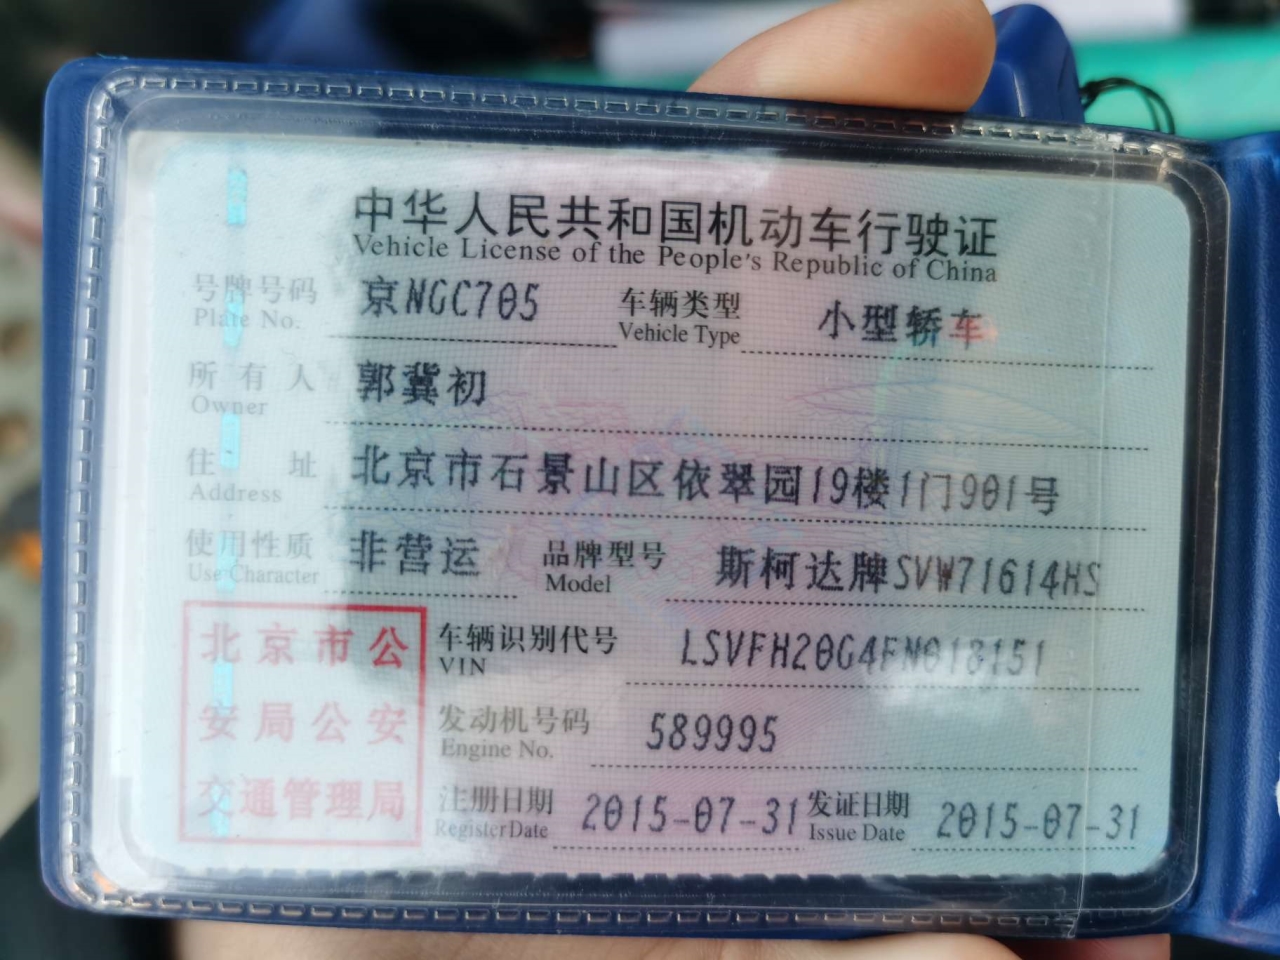 中华人民共和国机动车行驶证
Vehicle License of the People's Republic of China
号牌号码 京NGC705 车辆类型 小型轿车
Plate No. Vehicle Type
所有人 郭冀初
Owner
住址 北京市石景山区依翠园19楼1门901号
Address
使用性质 非营运 品牌型号 斯柯达牌SVW71614HS
Use Character Model
北京市公
安局公安
交通管理局
车辆识别代号 LSVFH20G4FN018151
VIN
发动机号码 589995
Engine No.
注册日期 2015-07-31 发证日期 2015-07-31
Register Date Issue Date